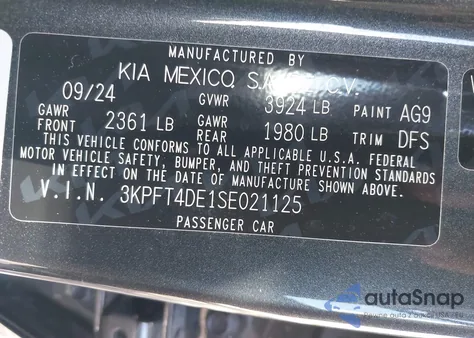 MANUFACTURED BY
KIA MEXICO, S.A. C.V.
09/24 GVWR 3924 LB PAINT AG9
GAWR FRONT 2361 LB GAWR REAR 1980 LB TRIM DFS
THIS VEHICLE CONFORMS TO ALL APPLICABLE U.S.A. FEDERAL
MOTOR VEHICLE SAFETY, BUMPER, AND THEFT PREVENTION STANDARDS
IN EFFECT ON THE DATE OF MANUFACTURE SHOWN ABOVE.
V.I.N. 3KPFT4DE1SE021125
PASSENGER CAR
autoSnap